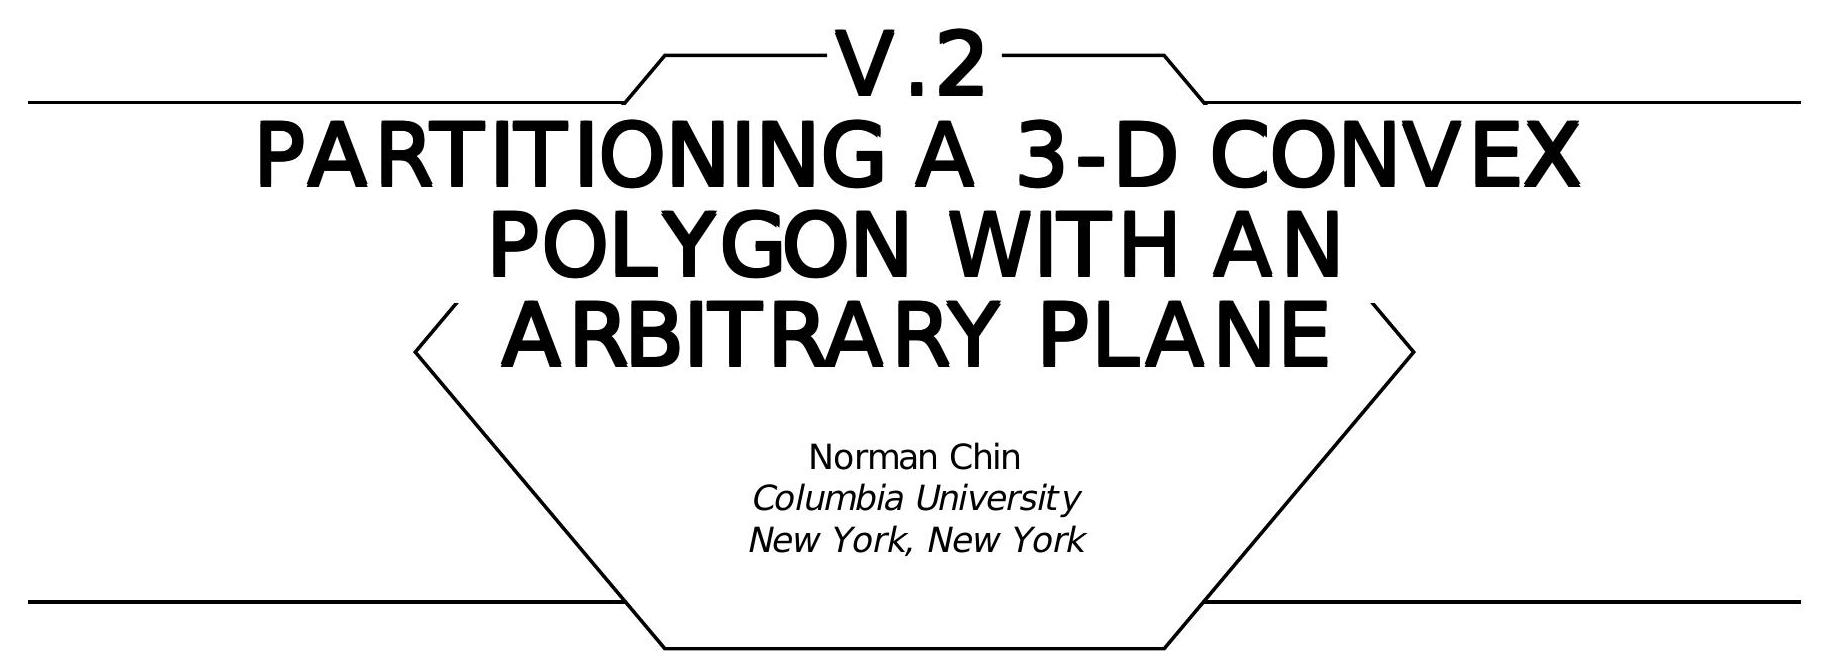 V.2
PARTITIONING A 3-D CONVEX
POLYGON WITH AN
ARBITRARY PLANE
Norman Chin
Columbia University
New York, New York